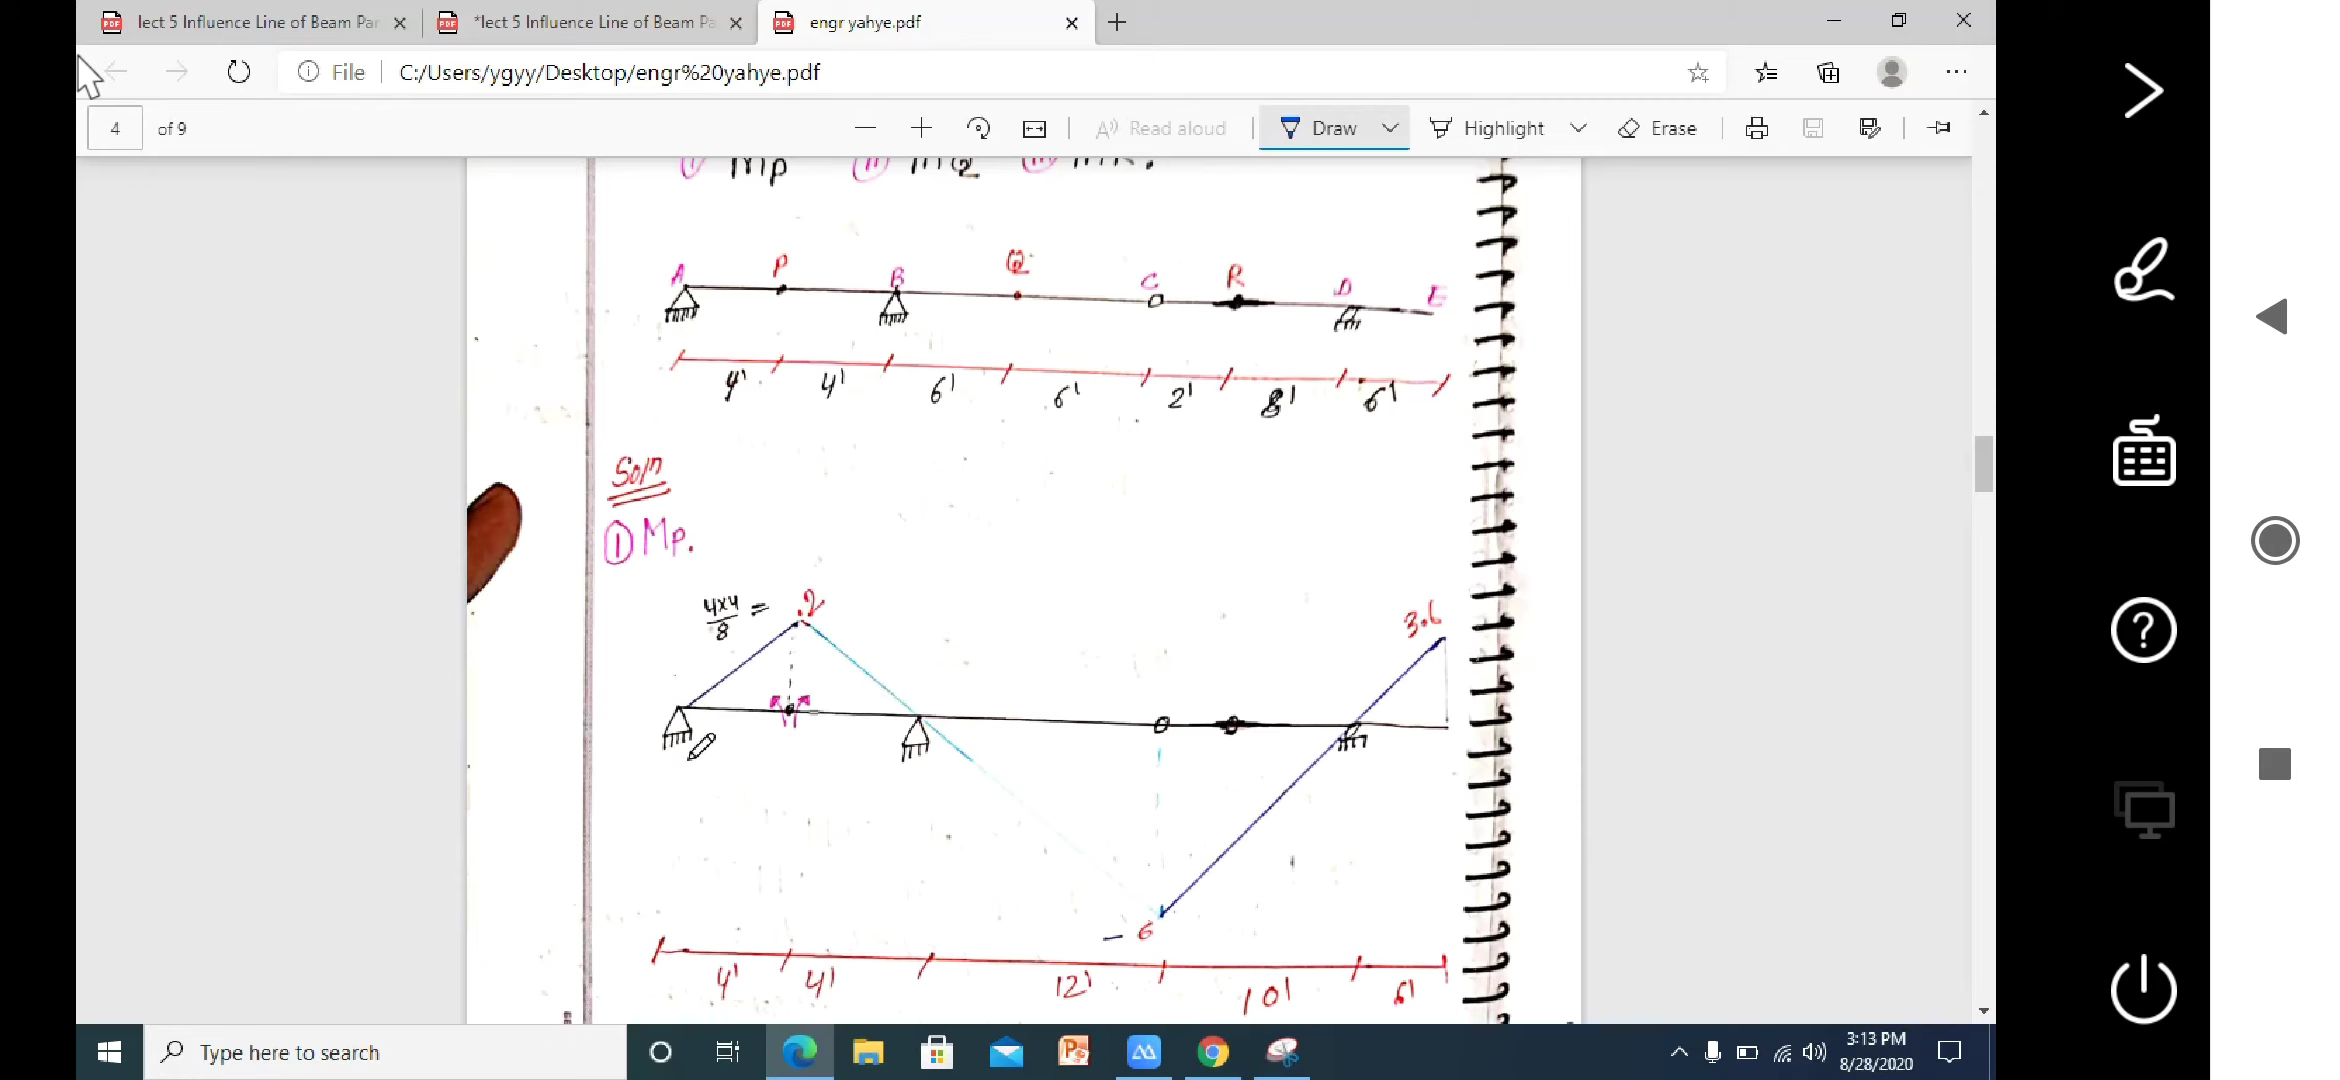 lect 5 Influence Line of Beam Par
*lect 5 Influence Line of Beam Pa
engr yahye.pdf
File
C:/Users/ygyy/Desktop/engr%20yahye.pdf
4 of 9
Read aloud
Draw
Highlight
Erase
MP
A P B Q C R D E
4' 4' 6' 6' 2' 8' 6'
Soln
① Mp.
4x4/8 = 2
3.6
- 6
4' 4' 12' 10' 6'
Type here to search
3:13 PM
8/28/2020